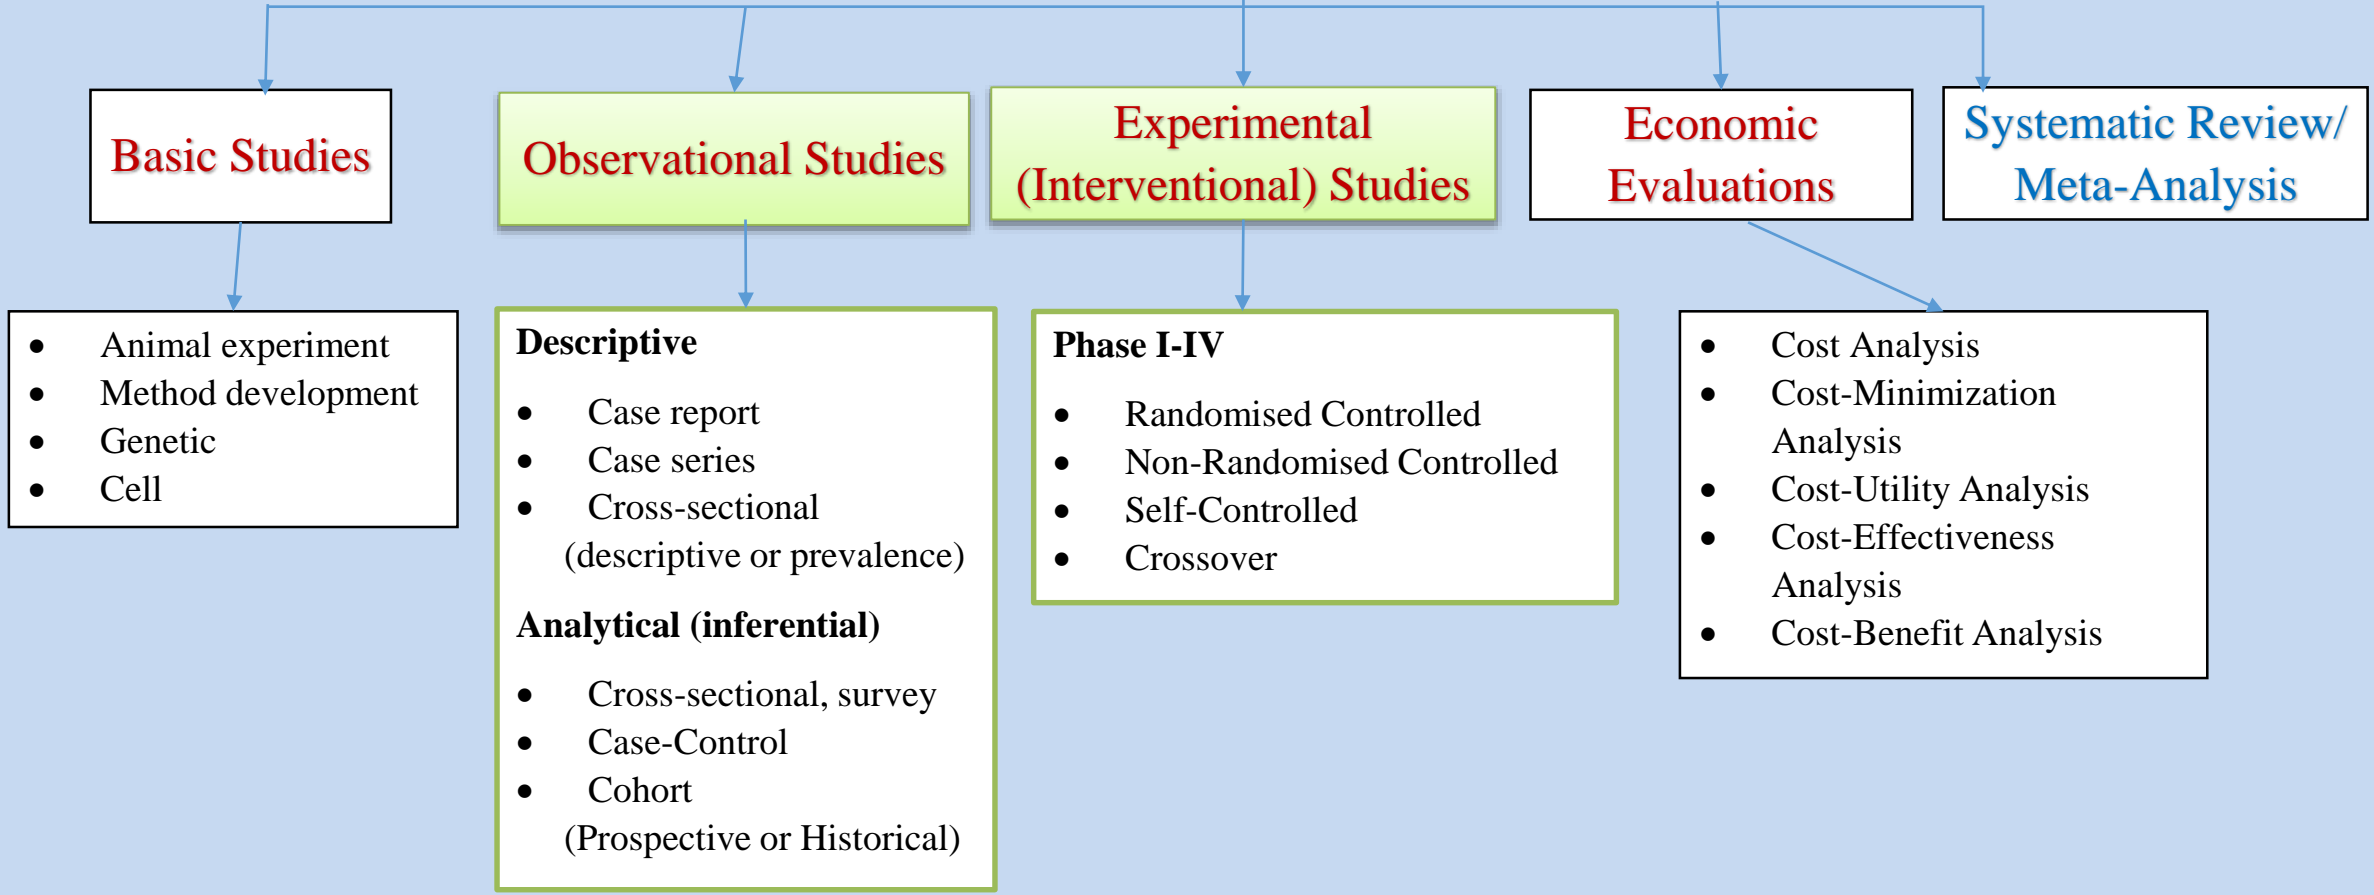 Basic Studies
Observational Studies
Experimental
(Interventional) Studies
Economic
Evaluations
Systematic Review/
Meta-Analysis
• Animal experiment
• Method development
• Genetic
• Cell
Descriptive
• Case report
• Case series
• Cross-sectional
(descriptive or prevalence)
Analytical (inferential)
• Cross-sectional, survey
• Case-Control
• Cohort
(Prospective or Historical)
Phase I-IV
• Randomised Controlled
• Non-Randomised Controlled
• Self-Controlled
• Crossover
• Cost Analysis
• Cost-Minimization
Analysis
• Cost-Utility Analysis
• Cost-Effectiveness
Analysis
• Cost-Benefit Analysis